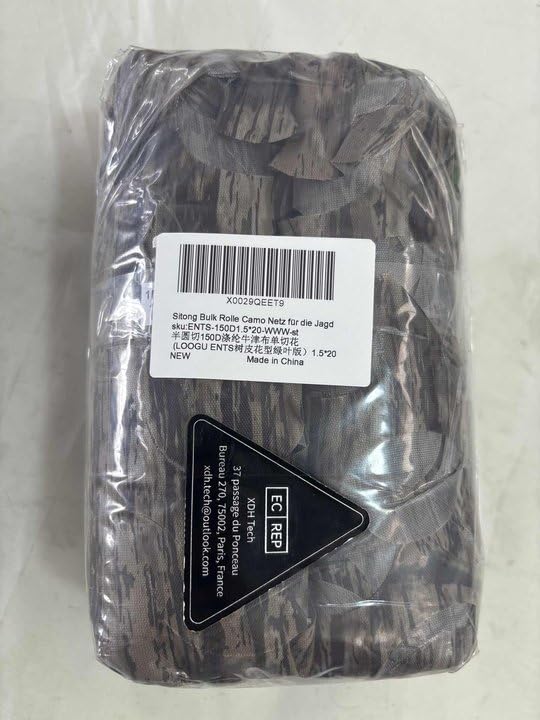 X0029QEET9
Sitong Bulk Rolle Camo Netz für die Jagd
sku:ENTS-150D1.5*20-WWW-st
半圆切150D涤纶牛津布单切花
(LOOGU ENTS树皮花型绿叶版）1.5*20
NEW Made in China
EC REP
XDH Tech
37 passage du Ponceau
Bureau 270, 75002, Paris, France
xdh.tech@outlook.com